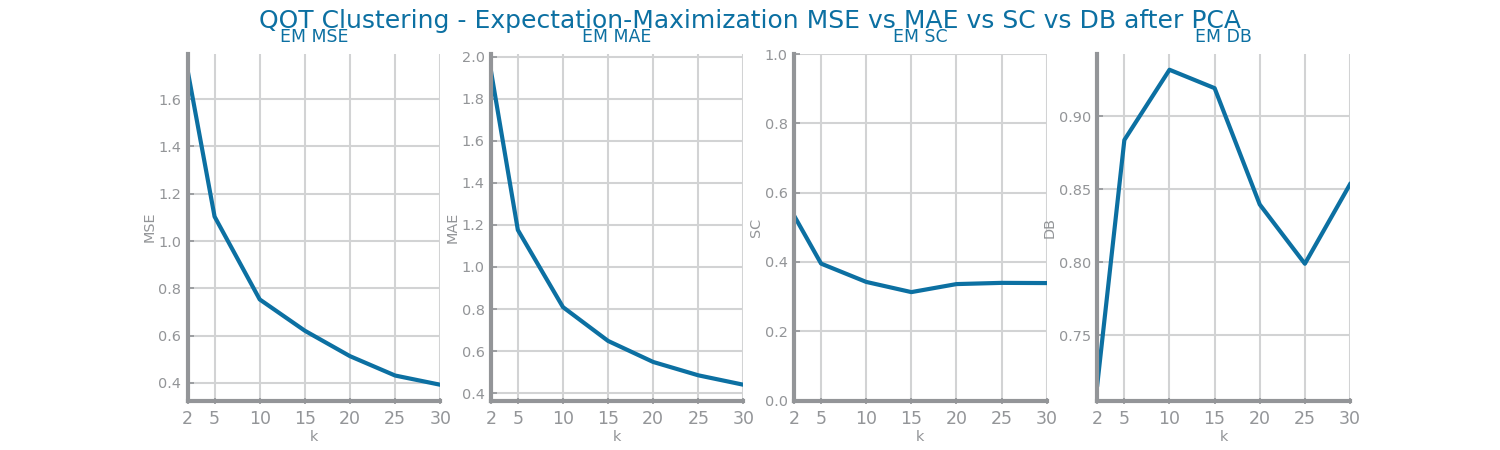 QOT Clustering - Expectation-Maximization MSE vs MAE vs SC vs DB after PCA
EM MSE
MSE
1.6
1.4
1.2
1.0
0.8
0.6
0.4
2 5 10 15 20 25 30
k
EM MAE
MAE
2.0
1.8
1.6
1.4
1.2
1.0
0.8
0.6
0.4
2 5 10 15 20 25 30
k
EM SC
SC
1.0
0.8
0.6
0.4
0.2
0.0
2 5 10 15 20 25 30
k
EM DB
DB
0.90
0.85
0.80
0.75
2 5 10 15 20 25 30
k